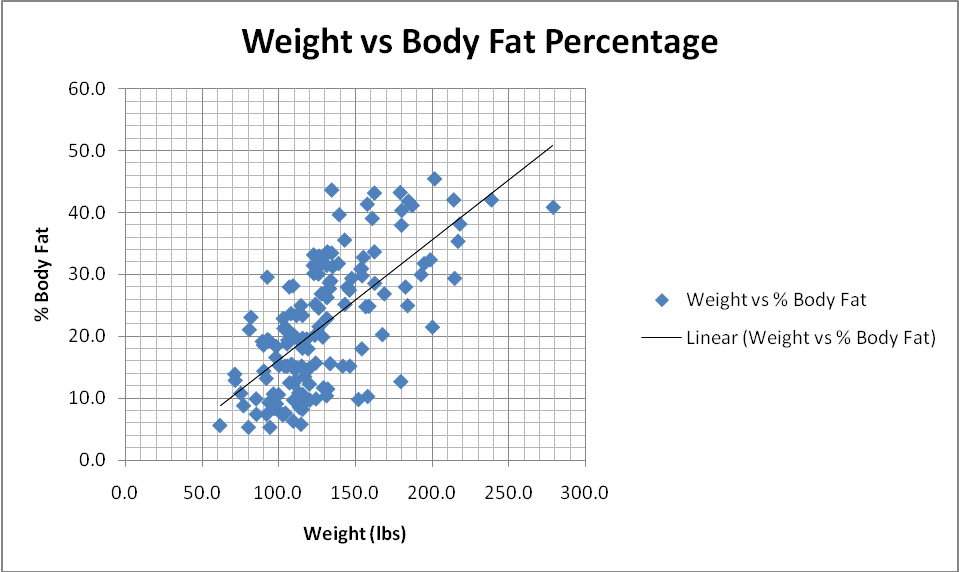 Weight vs Body Fat Percentage
60.0
50.0
40.0
30.0
20.0
10.0
0.0
% Body Fat
0.0 50.0 100.0 150.0 200.0 250.0 300.0
Weight (lbs)
Weight vs % Body Fat
Linear (Weight vs % Body Fat)